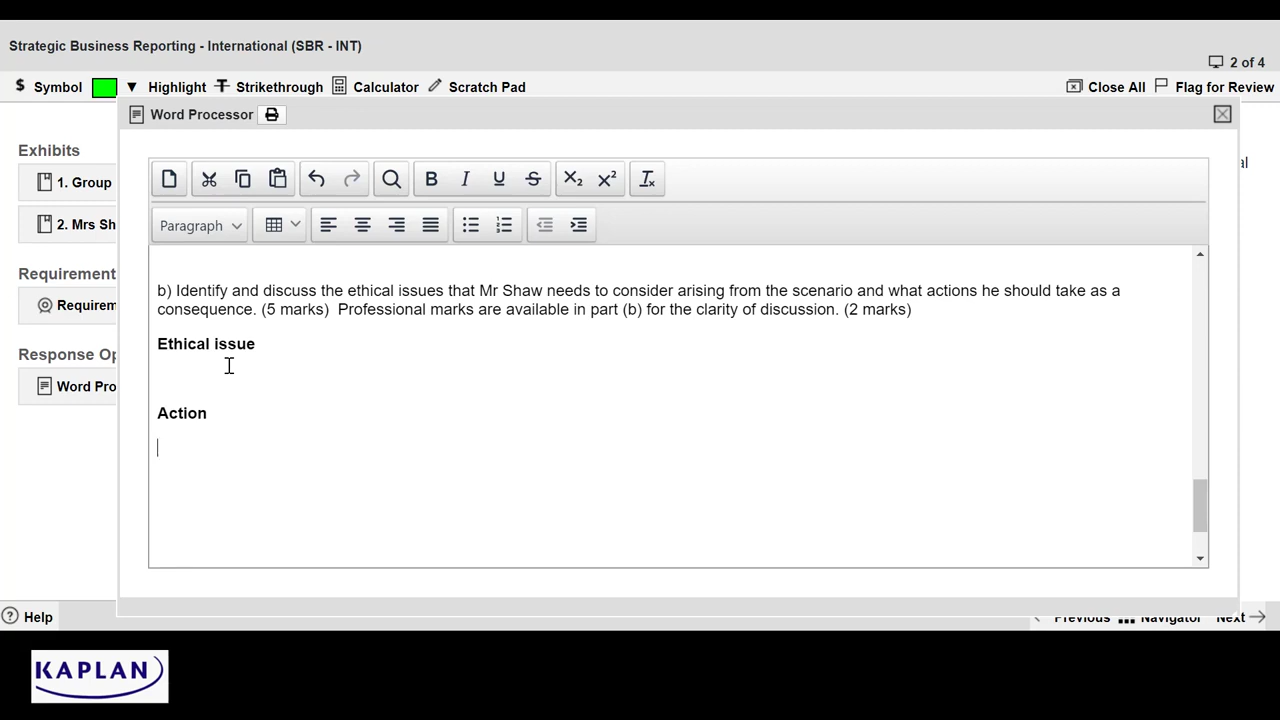 Strategic Business Reporting - International (SBR - INT)
2 of 4
$ Symbol Highlight Strikethrough Calculator Scratch Pad Close All Flag for Review
Word Processor
Exhibits
1. Group
2. Mrs Sh
Requirement
Requirem
Response Op
Word Pro
al
B I U S X₂ X² Tx
Paragraph
b) Identify and discuss the ethical issues that Mr Shaw needs to consider arising from the scenario and what actions he should take as a
consequence. (5 marks)  Professional marks are available in part (b) for the clarity of discussion. (2 marks)
Ethical issue
Action
Help
Previous Navigator Next
KAPLAN